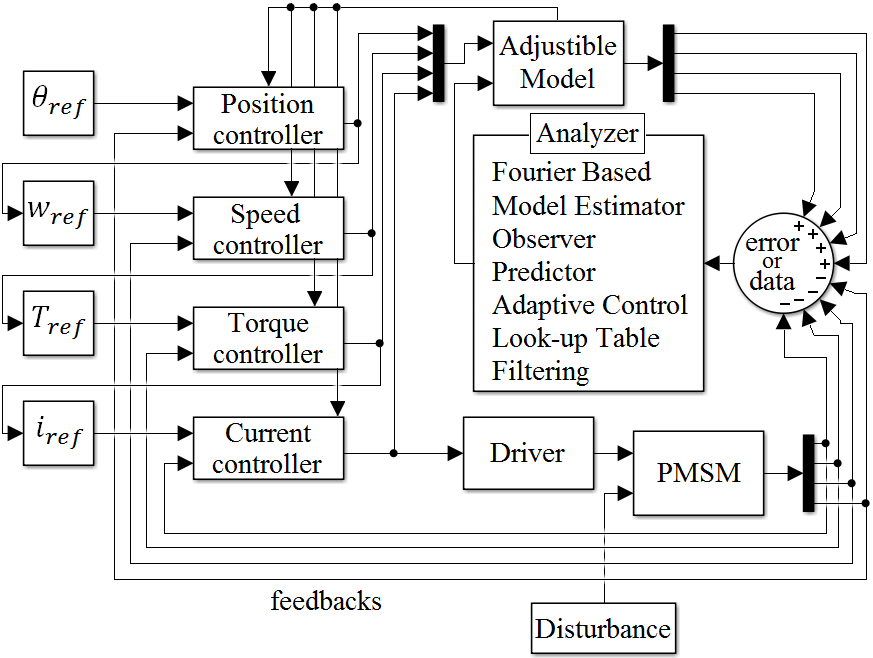 θref
wref
Tref
iref
Position
controller
Speed
controller
Torque
controller
Current
controller
Adjustible
Model
Analyzer
Fourier Based
Model Estimator
Observer
Predictor
Adaptive Control
Look-up Table
Filtering
+
+
+
+
error
or
data
−
−
−
−
Driver
PMSM
feedbacks
Disturbance